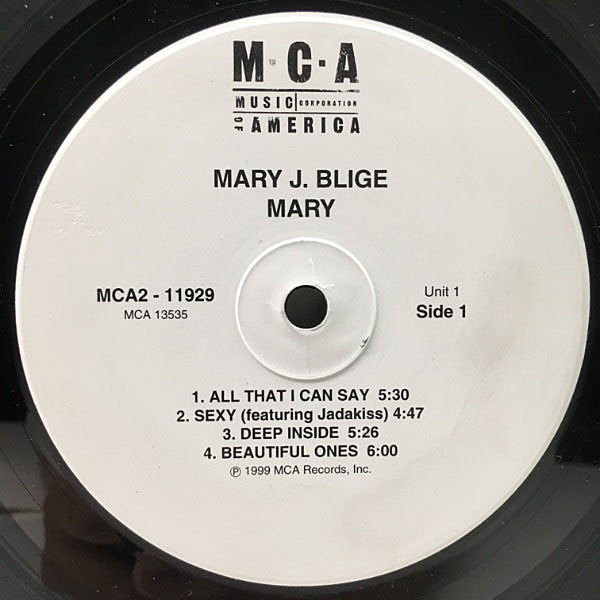 M·C·A
MUSIC CORPORATION
OF AMERICA
MARY J. BLIGE
MARY
MCA2 - 11929
MCA 13535
Unit 1
Side 1
1. ALL THAT I CAN SAY 5:30
2. SEXY (featuring Jadakiss) 4:47
3. DEEP INSIDE 5:26
4. BEAUTIFUL ONES 6:00
℗ 1999 MCA Records, Inc.